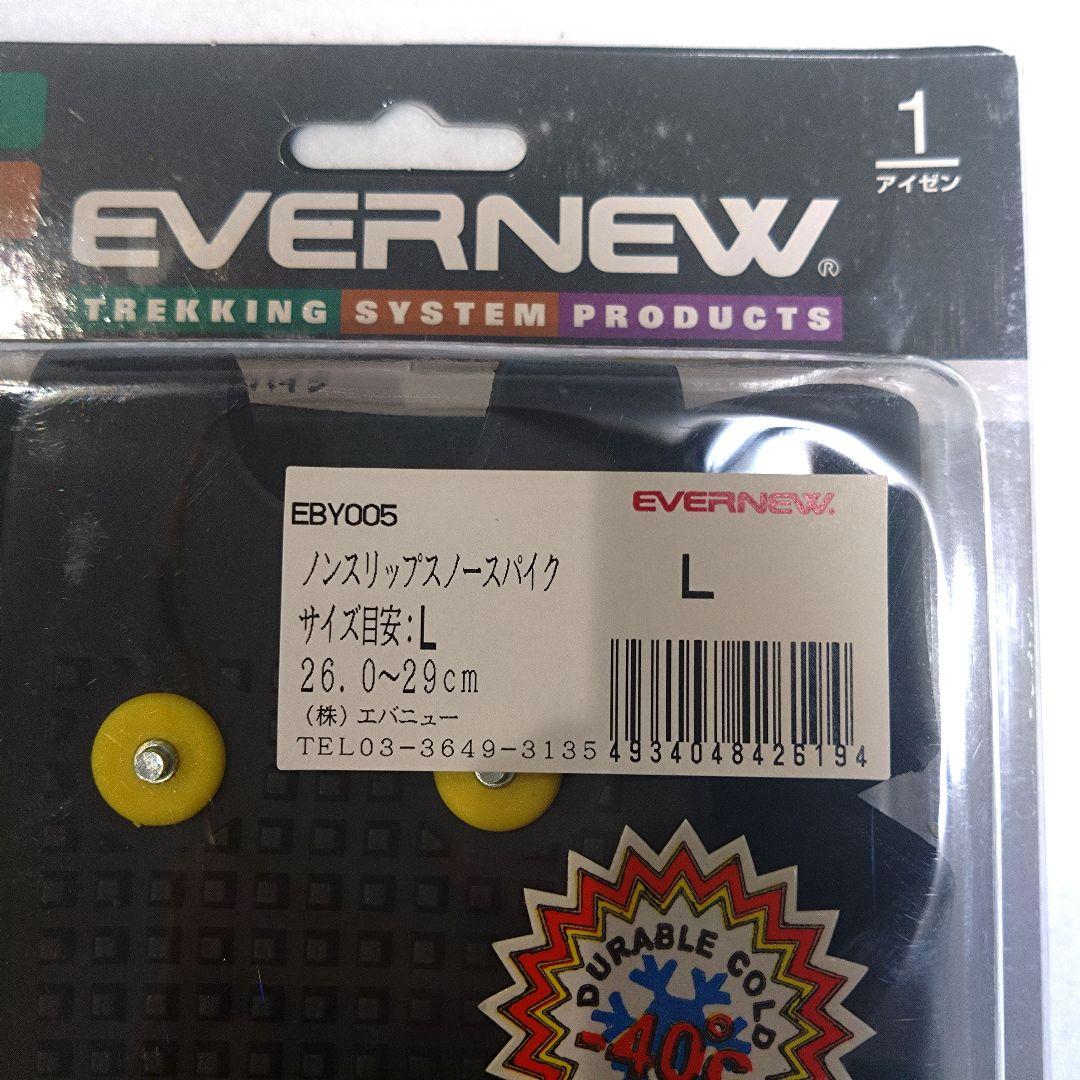 1
アイゼン
EVERNEW®
TREKKING SYSTEM PRODUCTS
EBY005
EVERNEW.
ノンスリップスノースパイク
L
サイズ目安:L
26.0~29cm
(株)エバニュー
TEL03-3649-3135
4934048426194
DURABLE COLD
-40°C